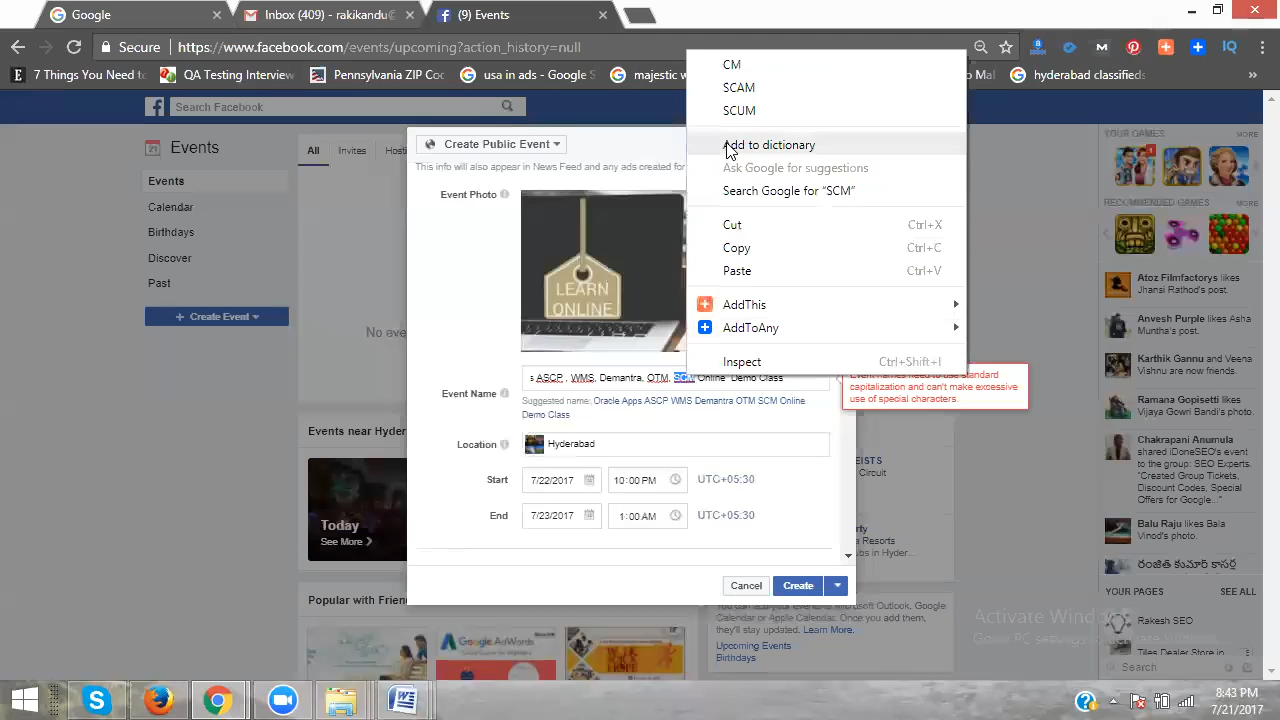 Google
Inbox (409) - rakikandu@
(9) Events
Secure
https://www.facebook.com/events/upcoming?action_history=null
7 Things You Need to
QA Testing Interview
Pennsylvania ZIP Coc
usa in ads - Google S
majestic w
hyderabad classifieds
»
Search Facebook
Events
All
Invites
Events
Calendar
Birthdays
Discover
Past
+ Create Event
Create Public Event
This info will also appear in News Feed and any ads created for
Event Photo
LEARN
ONLINE
CM
SCAM
SCUM
Add to dictionary
Ask Google for suggestions
Search Google for "SCM"
Cut Ctrl+X
Copy Ctrl+C
Paste Ctrl+V
AddThis
AddToAny
Inspect Ctrl+Shift+I
Event Name
s ASCP , WMS, Demantra, OTM, SCM Online Demo Class
Suggested name: Oracle Apps ASCP WMS Demantra OTM SCM Online
Demo Class
Event names need to use standard
capitalization and can't make excessive
use of special characters.
Location
Hyderabad
Start
7/22/2017
10:00 PM
UTC+05:30
End
7/23/2017
1:00 AM
UTC+05:30
Cancel
Create
Events near Hyder
Today
See More
Popular with Frien
Google AdWords
Calendar or Apple Calendar. Once you add them,
they'll stay updated. Learn More.
Upcoming Events
Birthdays
YOUR GAMES
MORE
RECOMMENDED GAMES
MORE
Atoz Filmfactorys likes
Jhansi Rathod's post.
Anvesh Purple likes Asha
Muntha's post.
Karthik Gannu and Veena
Vishnu are now friends.
Ramana Gopisetti likes
Vijaya Gowri Bandi's photo.
Chakrapani Anumula
shared iDoneSEO's event
to the group: SEO Experts.
"Created Group Tickets,
Discount Codes, Special
Offers for Google..."
Balu Raju likes Bala
Vinod's photo.
YOUR PAGES
SEE ALL
Rakesh SEO
Tiles Dealer Store in
Search
8:43 PM
7/21/2017